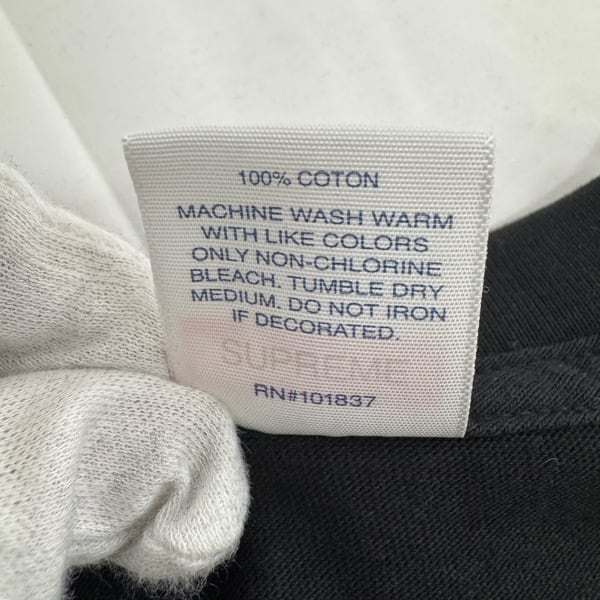 100% COTON
MACHINE WASH WARM
WITH LIKE COLORS
ONLY NON-CHLORINE
BLEACH. TUMBLE DRY
MEDIUM. DO NOT IRON
IF DECORATED.
SUPREME
RN#101837